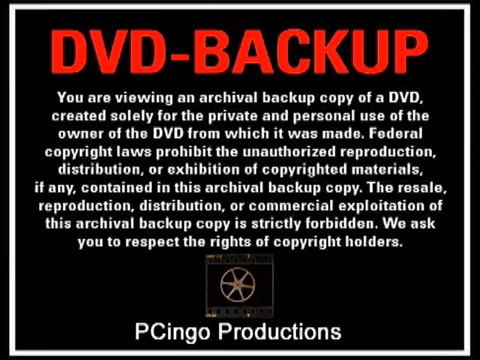 DVD-BACKUP
You are viewing an archival backup copy of a DVD,
created solely for the private and personal use of the
owner of the DVD from which it was made. Federal
copyright laws prohibit the unauthorized reproduction,
distribution, or exhibition of copyrighted materials,
if any, contained in this archival backup copy. The resale,
reproduction, distribution, or commercial exploitation of
this archival backup copy is strictly forbidden. We ask
you to respect the rights of copyright holders.
PCingo Productions